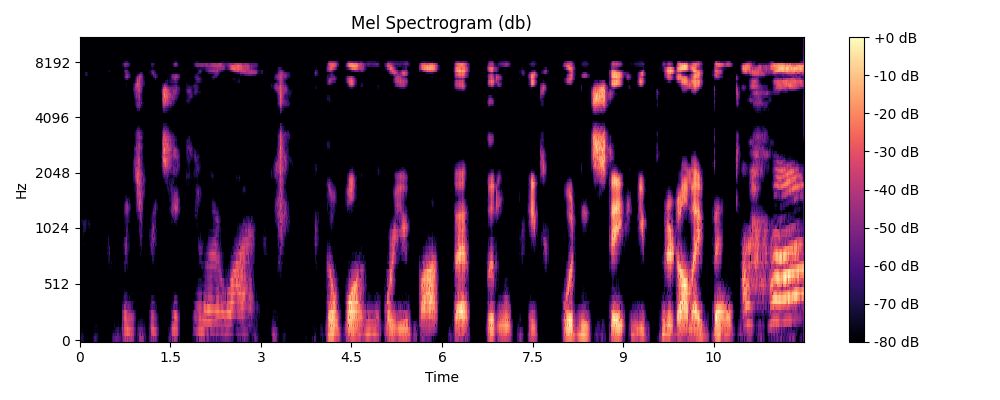 Mel Spectrogram (db)
+0 dB
8192
-10 dB
4096
-20 dB
-30 dB
2048
Hz
-40 dB
1024
-50 dB
-60 dB
512
-70 dB
0
-80 dB
0 1.5 3 4.5 6 7.5 9 10
Time